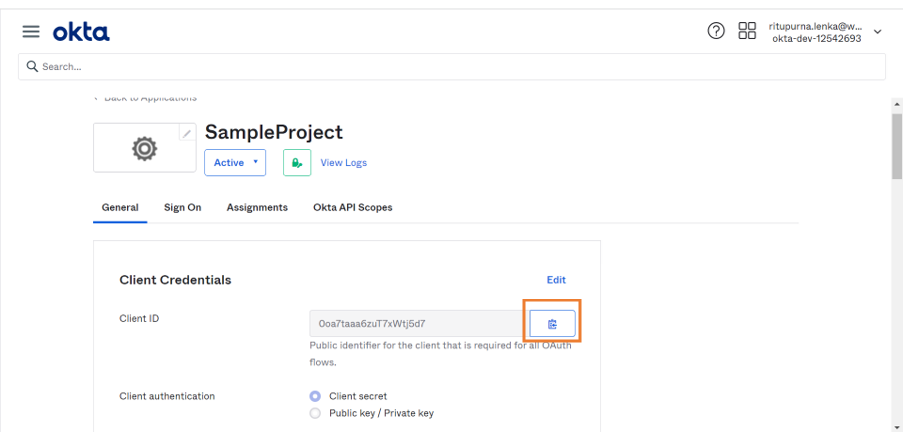 okta
ritupurna.lenka@w...
okta-dev-12542693
Search...
Back to Applications
SampleProject
Active
View Logs
General Sign On Assignments Okta API Scopes
Client Credentials Edit
Client ID
0oa7taaa6zuT7xWtj5d7
Public identifier for the client that is required for all OAuth
flows.
Client authentication
Client secret
Public key / Private key